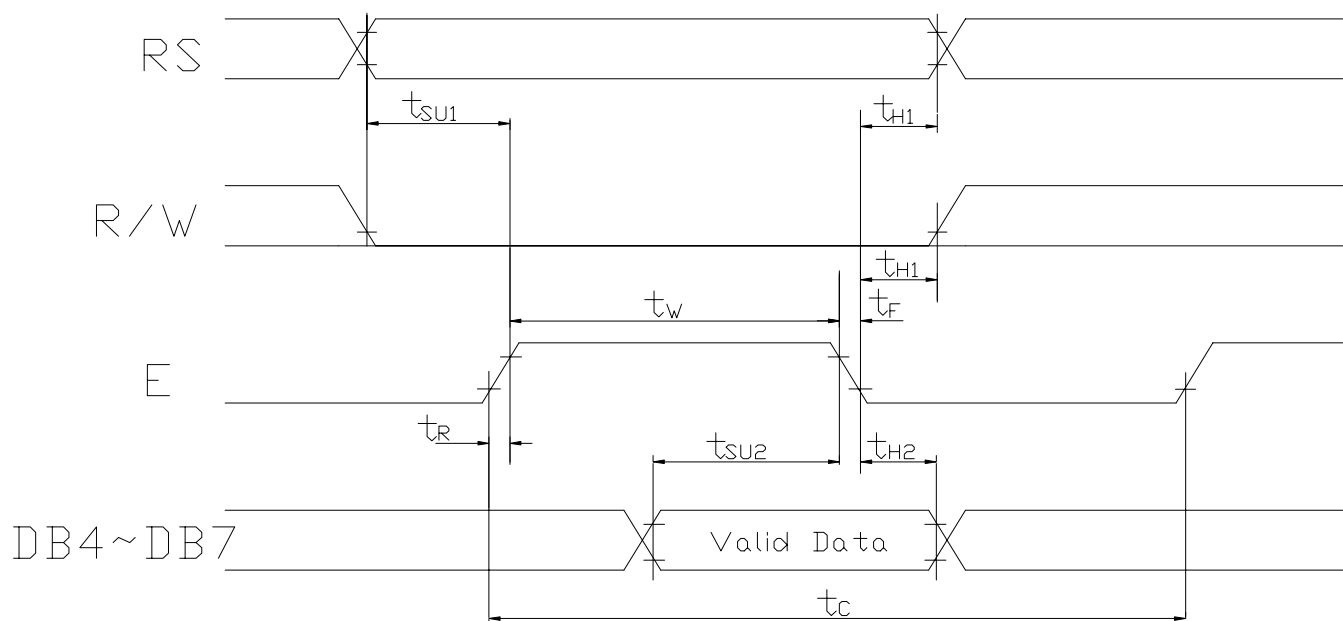 RS
tSU1
tH1
R/W
tH1
tW
tF
E
tR
tSU2
tH2
DB4~DB7
Valid Data
tC